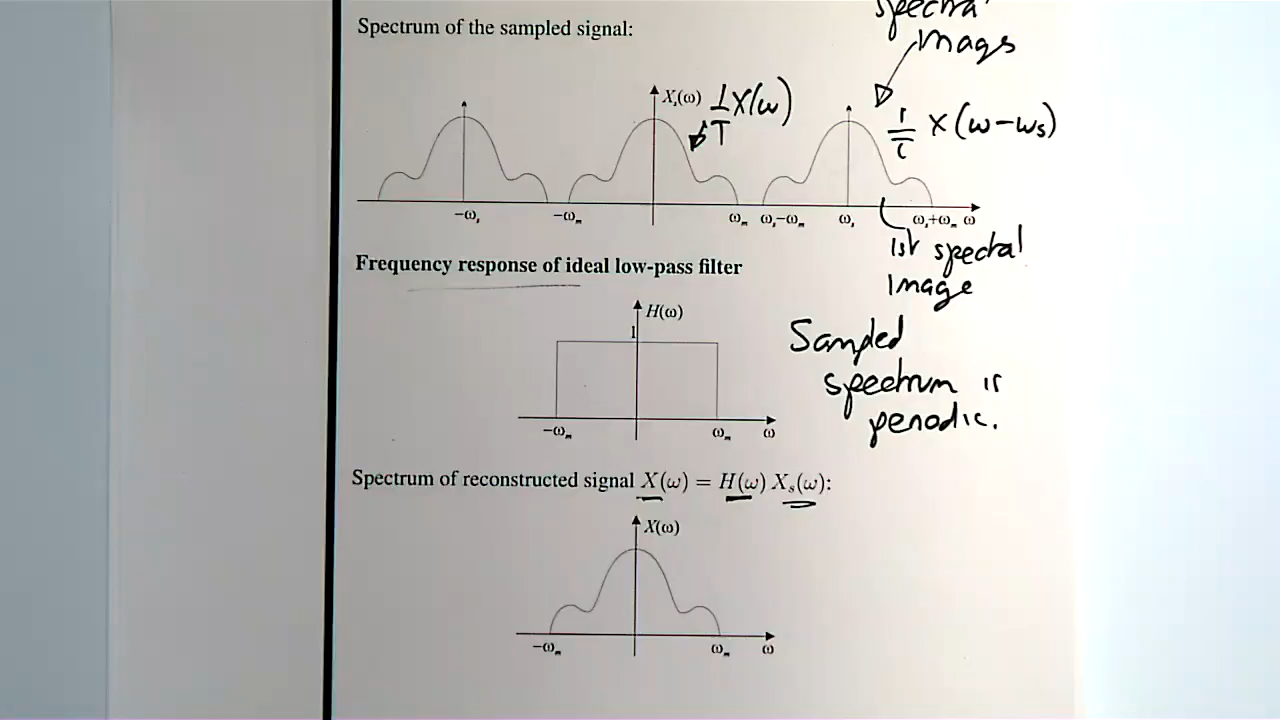 Spectrum of the sampled signal:
spectral
images
Xₛ(ω) 1/T X(ω)
1/T X(ω-ωs)
-ωₛ -ωₘ ωₘ ωₛ-ωₘ ωₛ ωₛ+ωₘ ω
1st spectral
image
Frequency response of ideal low-pass filter
H(ω)
1
-ωₘ ωₘ ω
Sampled
spectrum is
periodic.
Spectrum of reconstructed signal X(ω) = H(ω) Xₛ(ω):
X(ω)
-ωₘ ωₘ ω